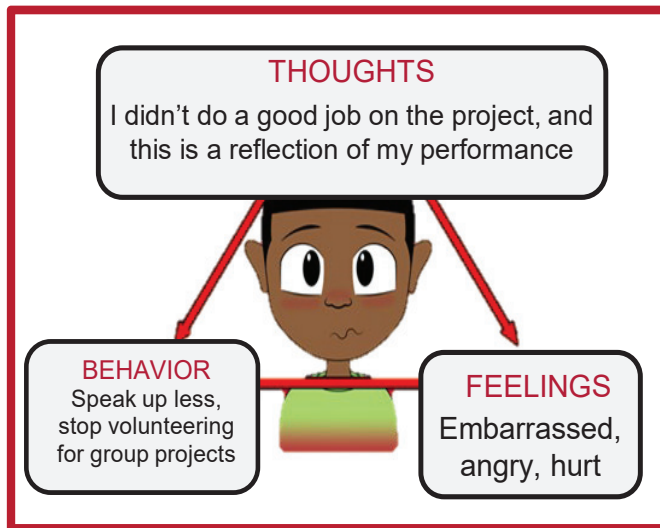 THOUGHTS
I didn’t do a good job on the project, and
this is a reflection of my performance
BEHAVIOR
Speak up less,
stop volunteering
for group projects
FEELINGS
Embarrassed,
angry, hurt